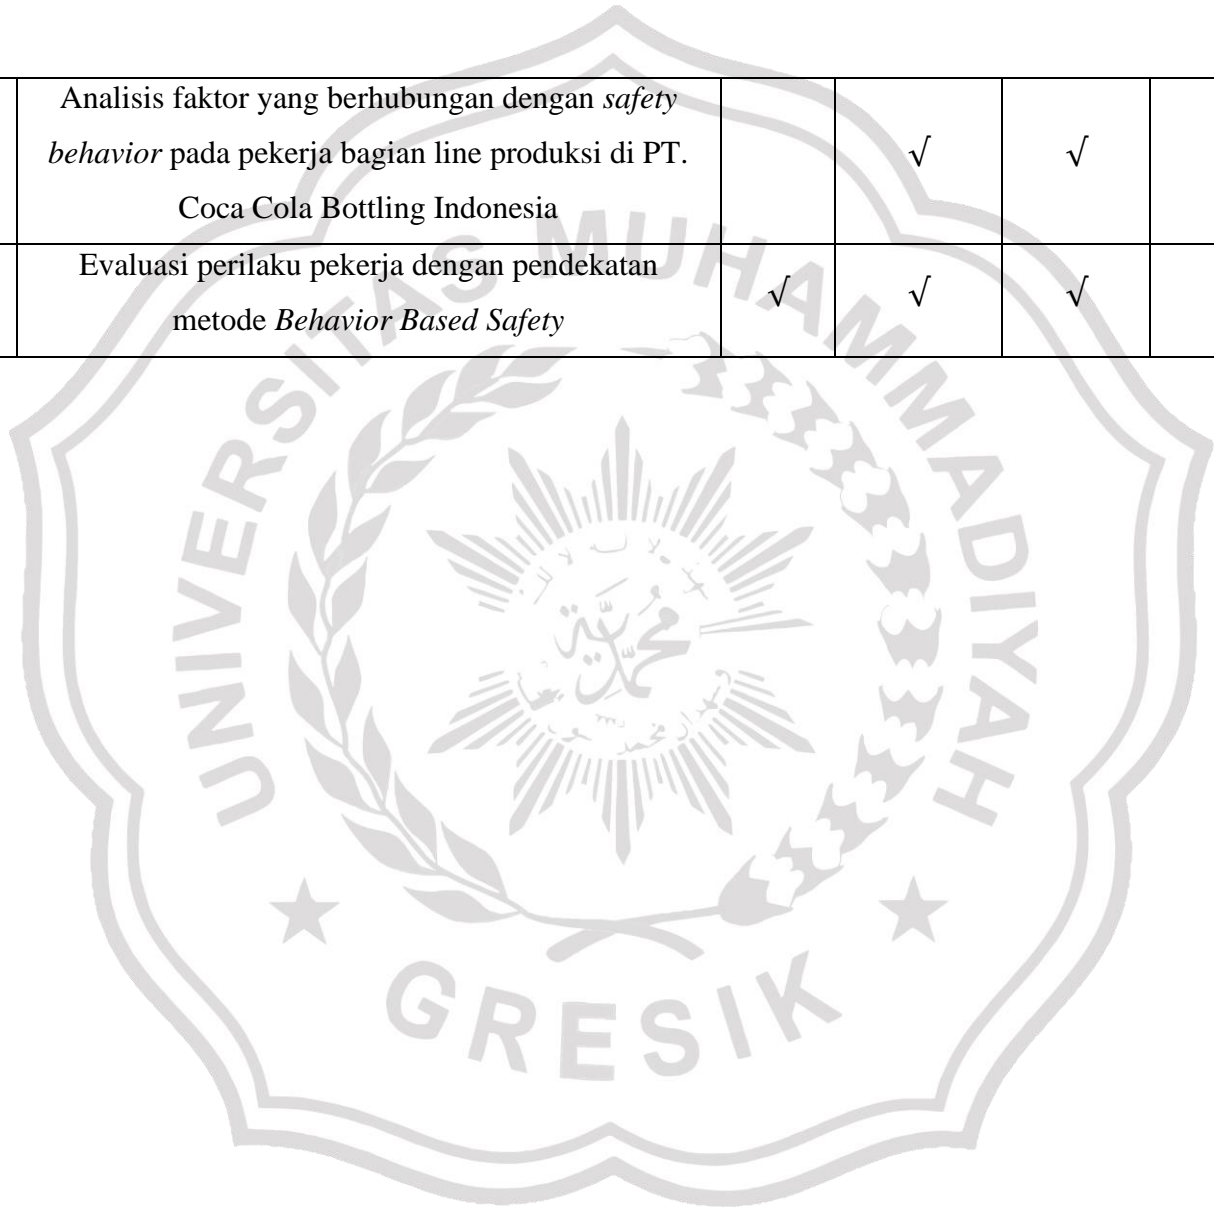 Analisis faktor yang berhubungan dengan safety
behavior pada pekerja bagian line produksi di PT. √ √
Coca Cola Bottling Indonesia
Evaluasi perilaku pekerja dengan pendekatan
metode Behavior Based Safety √ √ √
UNIVERSITAS MUHAMMADIYAH
محمد
GRESIK